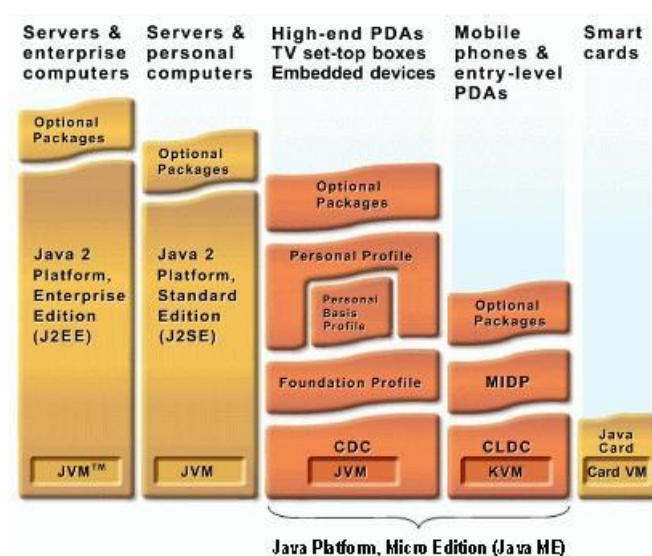 Servers &
enterprise
computers
Servers &
personal
computers
High-end PDAs
TV set-top boxes
Embedded devices
Mobile
phones &
entry-level
PDAs
Smart
cards
Optional
Packages
Java 2
Platform,
Enterprise
Edition
(J2EE)
JVM™
Optional
Packages
Java 2
Platform,
Standard
Edition
(J2SE)
JVM
Optional
Packages
Personal Profile
Personal
Basis
Profile
Foundation Profile
CDC
JVM
Optional
Packages
MIDP
CLDC
KVM
Java
Card
Card VM
Java Platform, Micro Edition (Java ME)